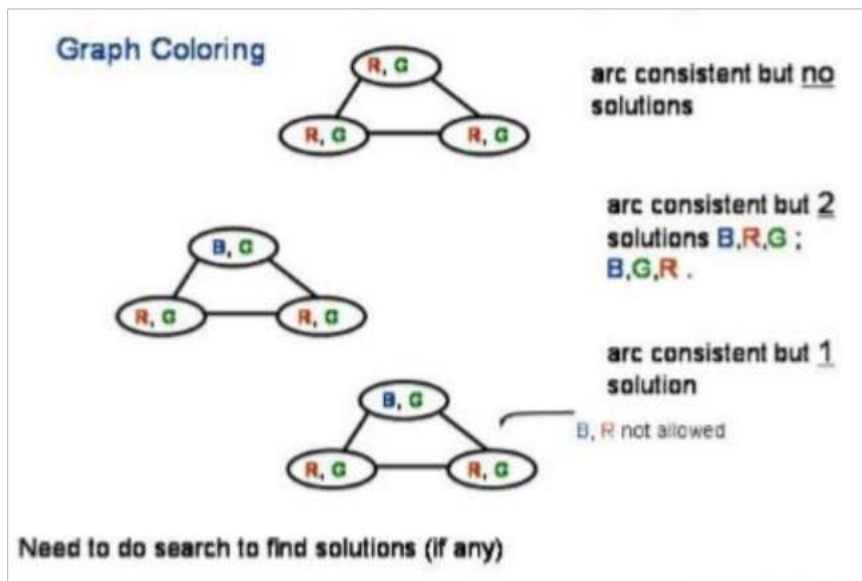 Graph Coloring
R, G
R, G
R, G
arc consistent but no
solutions
B, G
R, G
R, G
arc consistent but 2
solutions B,R,G ;
B,G,R .
B, G
R, G
R, G
arc consistent but 1
solution
B, R not allowed
Need to do search to find solutions (if any)